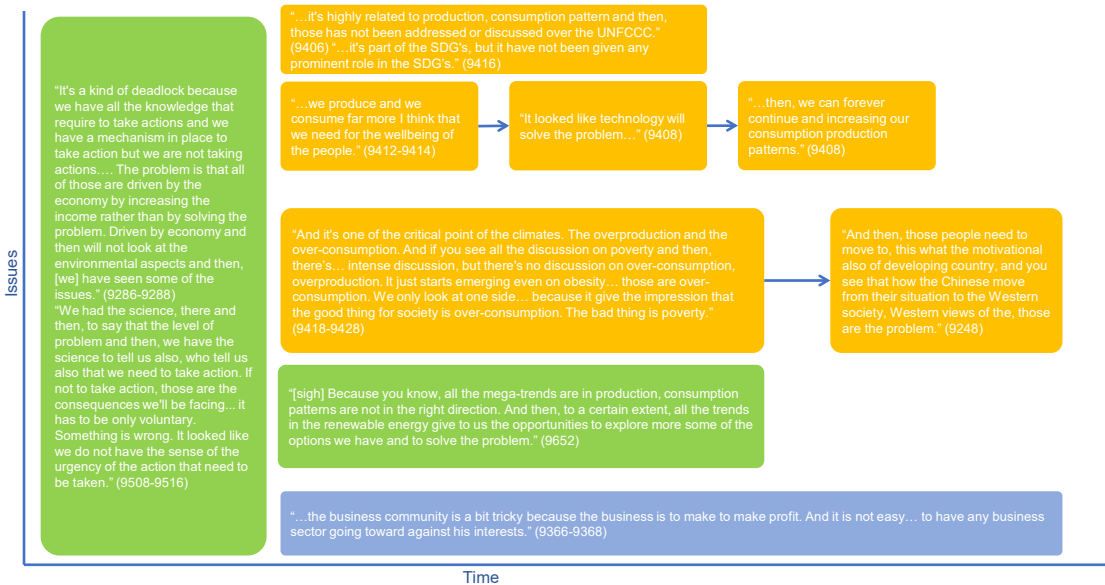 Issues
“It's a kind of deadlock because
we have all the knowledge that
require to take actions and we
have a mechanism in place to
take action but we are not taking
actions…. The problem is that all
of those are driven by the
economy by increasing the
income rather than by solving the
problem. Driven by economy and
then will not look at the
environmental aspects and then,
[we] have seen some of the
issues.” (9286-9288)
“We had the science, there and
then, to say that the level of
problem and then, we have the
science to tell us also, who tell us
also that we need to take action. If
not to take action, those are the
consequences we'll be facing... it
has to be only voluntary.
Something is wrong. It looked like
we do not have the sense of the
urgency of the action that need to
be taken.” (9508-9516)
“…it's highly related to production, consumption pattern and then,
those has not been addressed or discussed over the UNFCCC.”
(9406) “…it's part of the SDG's, but it have not been given any
prominent role in the SDG's.” (9416)
“…we produce and we
consume far more I think that
we need for the wellbeing of
the people.” (9412-9414)
“It looked like technology will
solve the problem…” (9408)
“…then, we can forever
continue and increasing our
consumption production
patterns.” (9408)
“And it's one of the critical point of the climates. The overproduction and the
over-consumption. And if you see all the discussion on poverty and then,
there's… intense discussion, but there's no discussion on over-consumption,
overproduction. It just starts emerging even on obesity… those are over-
consumption. We only look at one side… because it give the impression that
the good thing for society is over-consumption. The bad thing is poverty.”
(9418-9428)
“And then, those people need to
move to, this what the motivational
also of developing country, and you
see that how the Chinese move
from their situation to the Western
society, Western views of the, those
are the problem.” (9248)
“[sigh] Because you know, all the mega-trends are in production, consumption
patterns are not in the right direction. And then, to a certain extent, all the trends
in the renewable energy give to us the opportunities to explore more some of the
options we have and to solve the problem.” (9652)
“…the business community is a bit tricky because the business is to make to make profit. And it is not easy… to have any business
sector going toward against his interests.” (9366-9368)
Time